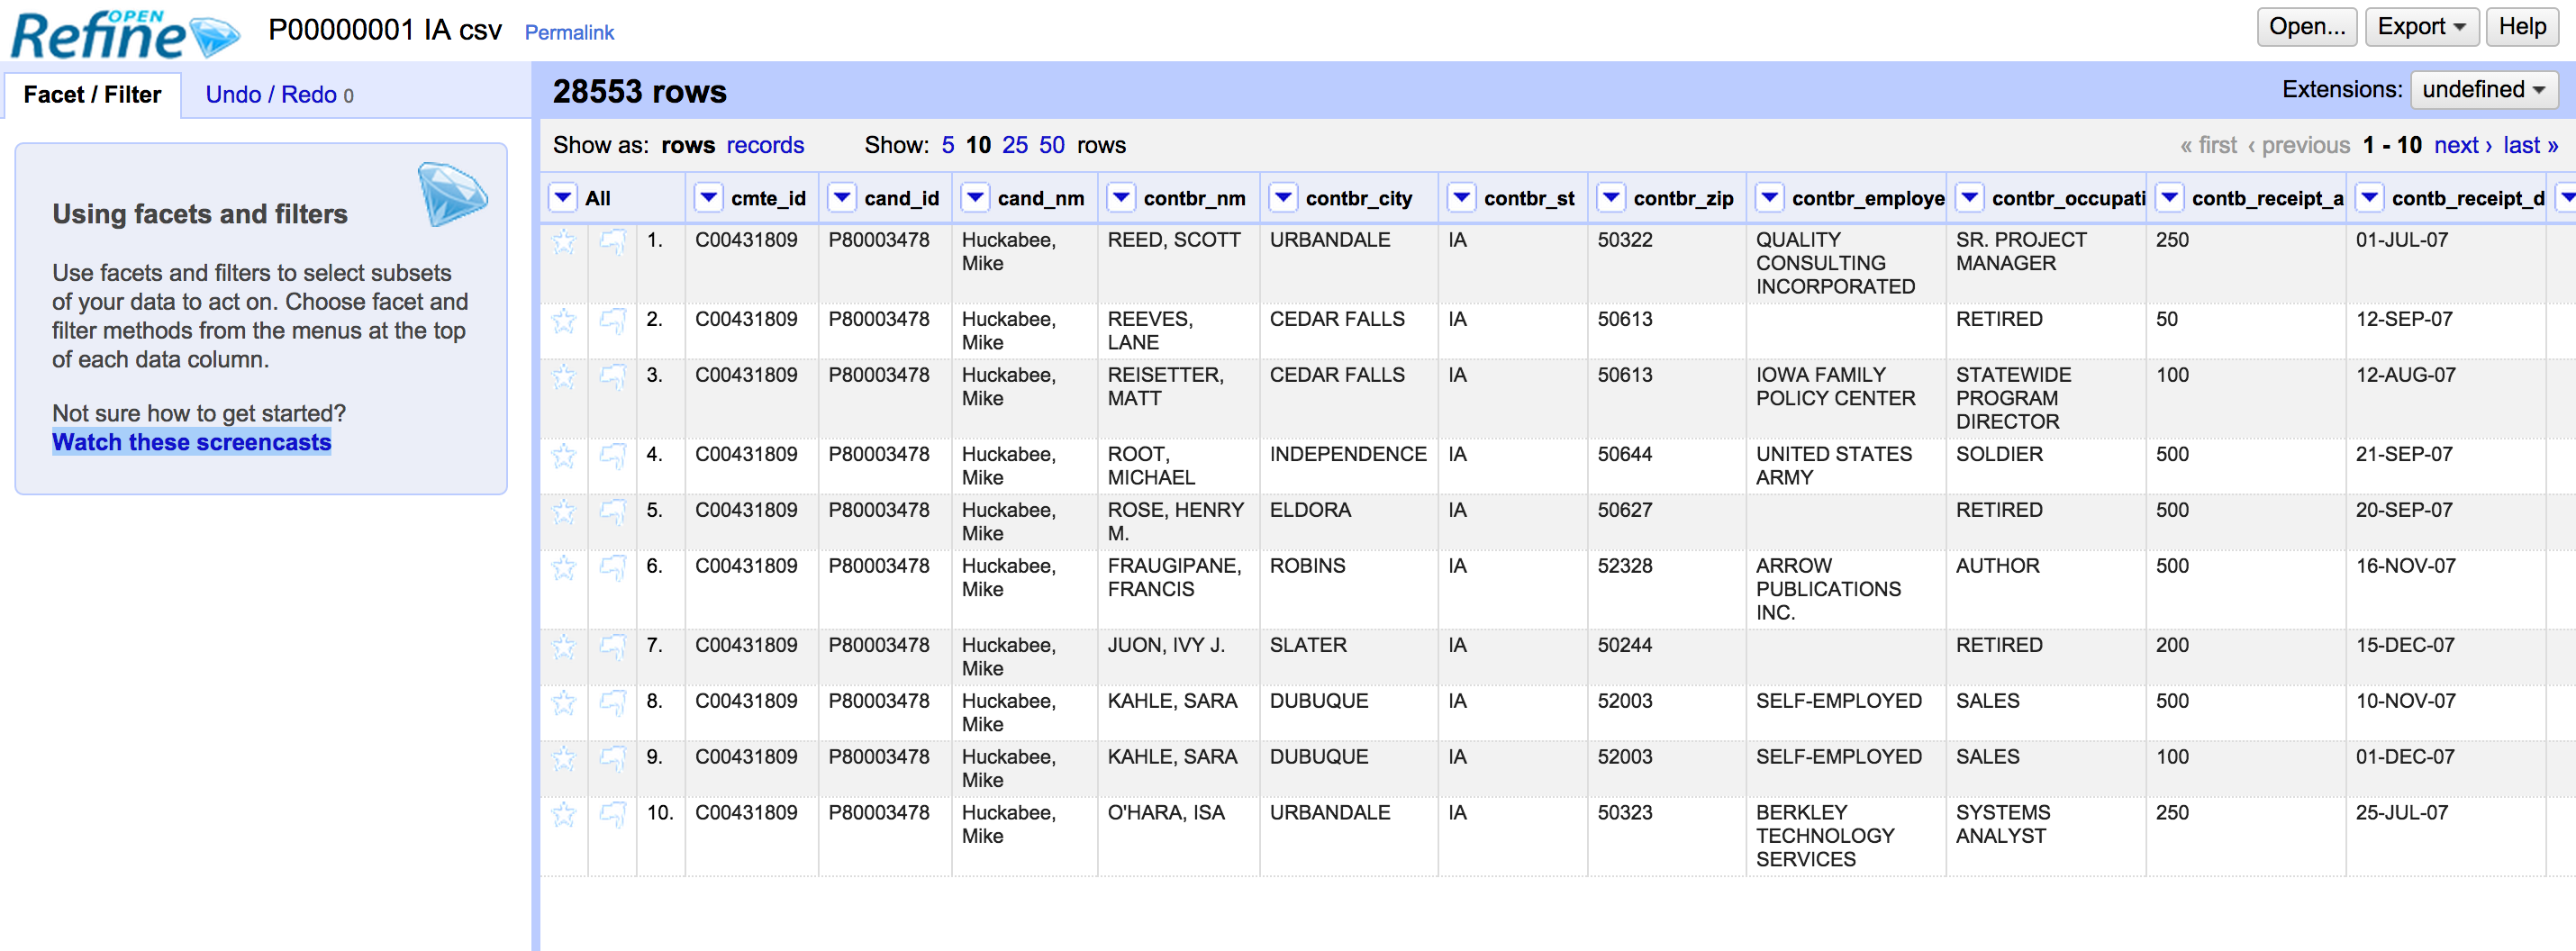 OPEN
Refine P00000001 IA csv Permalink Open... Export Help
Facet / Filter Undo / Redo 0
28553 rows Extensions: undefined
Show as: rows records Show: 5 10 25 50 rows « first ‹ previous 1 - 10 next › last »
Using facets and filters
Use facets and filters to select subsets
of your data to act on. Choose facet and
filter methods from the menus at the top
of each data column.
Not sure how to get started?
Watch these screencasts
All cmte_id cand_id cand_nm contbr_nm contbr_city contbr_st contbr_zip contbr_employe contbr_occupati contb_receipt_a contb_receipt_d
1. C00431809 P80003478 Huckabee, REED, SCOTT URBANDALE IA 50322 QUALITY SR. PROJECT 250 01-JUL-07
Mike CONSULTING MANAGER
INCORPORATED
2. C00431809 P80003478 Huckabee, REEVES, CEDAR FALLS IA 50613 RETIRED 50 12-SEP-07
Mike LANE
3. C00431809 P80003478 Huckabee, REISETTER, CEDAR FALLS IA 50613 IOWA FAMILY STATEWIDE 100 12-AUG-07
Mike MATT POLICY CENTER PROGRAM
DIRECTOR
4. C00431809 P80003478 Huckabee, ROOT, INDEPENDENCE IA 50644 UNITED STATES SOLDIER 500 21-SEP-07
Mike MICHAEL ARMY
5. C00431809 P80003478 Huckabee, ROSE, HENRY ELDORA IA 50627 RETIRED 500 20-SEP-07
Mike M.
6. C00431809 P80003478 Huckabee, FRAUGIPANE, ROBINS IA 52328 ARROW AUTHOR 500 16-NOV-07
Mike FRANCIS PUBLICATIONS
INC.
7. C00431809 P80003478 Huckabee, JUON, IVY J. SLATER IA 50244 RETIRED 200 15-DEC-07
Mike
8. C00431809 P80003478 Huckabee, KAHLE, SARA DUBUQUE IA 52003 SELF-EMPLOYED SALES 500 10-NOV-07
Mike
9. C00431809 P80003478 Huckabee, KAHLE, SARA DUBUQUE IA 52003 SELF-EMPLOYED SALES 100 01-DEC-07
Mike
10. C00431809 P80003478 Huckabee, O'HARA, ISA URBANDALE IA 50323 BERKLEY SYSTEMS 250 25-JUL-07
Mike TECHNOLOGY ANALYST
SERVICES